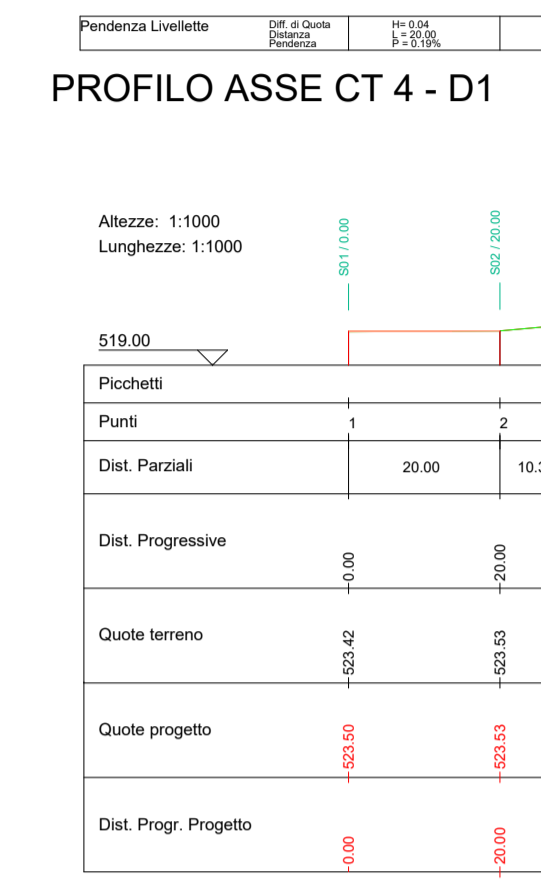 Pendenza Livellette
Diff. di Quota
Distanza
Pendenza
H= 0.04
L = 20.00
P = 0.19%
PROFILO ASSE CT 4 - D1
Altezze: 1:1000
Lunghezze: 1:1000
S01 / 0.00
S02 / 20.00
519.00
Picchetti
Punti
1
2
Dist. Parziali
20.00
10.3
Dist. Progressive
0.00
20.00
Quote terreno
523.42
523.53
Quote progetto
523.50
523.53
Dist. Progr. Progetto
0.00
20.00